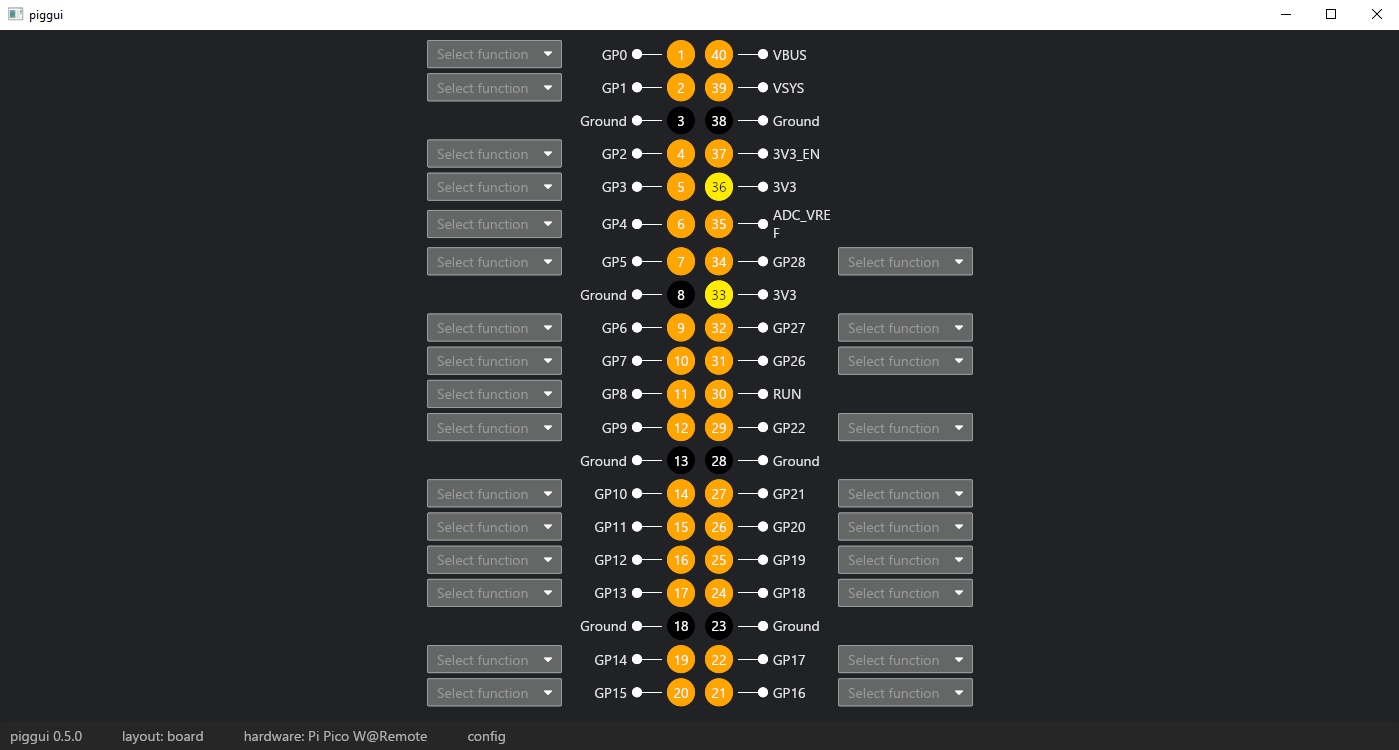 piggui
Select function GP0 1 40 VBUS
Select function GP1 2 39 VSYS
Ground 3 38 Ground
Select function GP2 4 37 3V3_EN
Select function GP3 5 36 3V3
Select function GP4 6 35 ADC_VRE
F
Select function GP5 7 34 GP28 Select function
Ground 8 33 3V3
Select function GP6 9 32 GP27 Select function
Select function GP7 10 31 GP26 Select function
Select function GP8 11 30 RUN
Select function GP9 12 29 GP22 Select function
Ground 13 28 Ground
Select function GP10 14 27 GP21 Select function
Select function GP11 15 26 GP20 Select function
Select function GP12 16 25 GP19 Select function
Select function GP13 17 24 GP18 Select function
Ground 18 23 Ground
Select function GP14 19 22 GP17 Select function
Select function GP15 20 21 GP16 Select function
piggui 0.5.0 layout: board hardware: Pi Pico W@Remote config